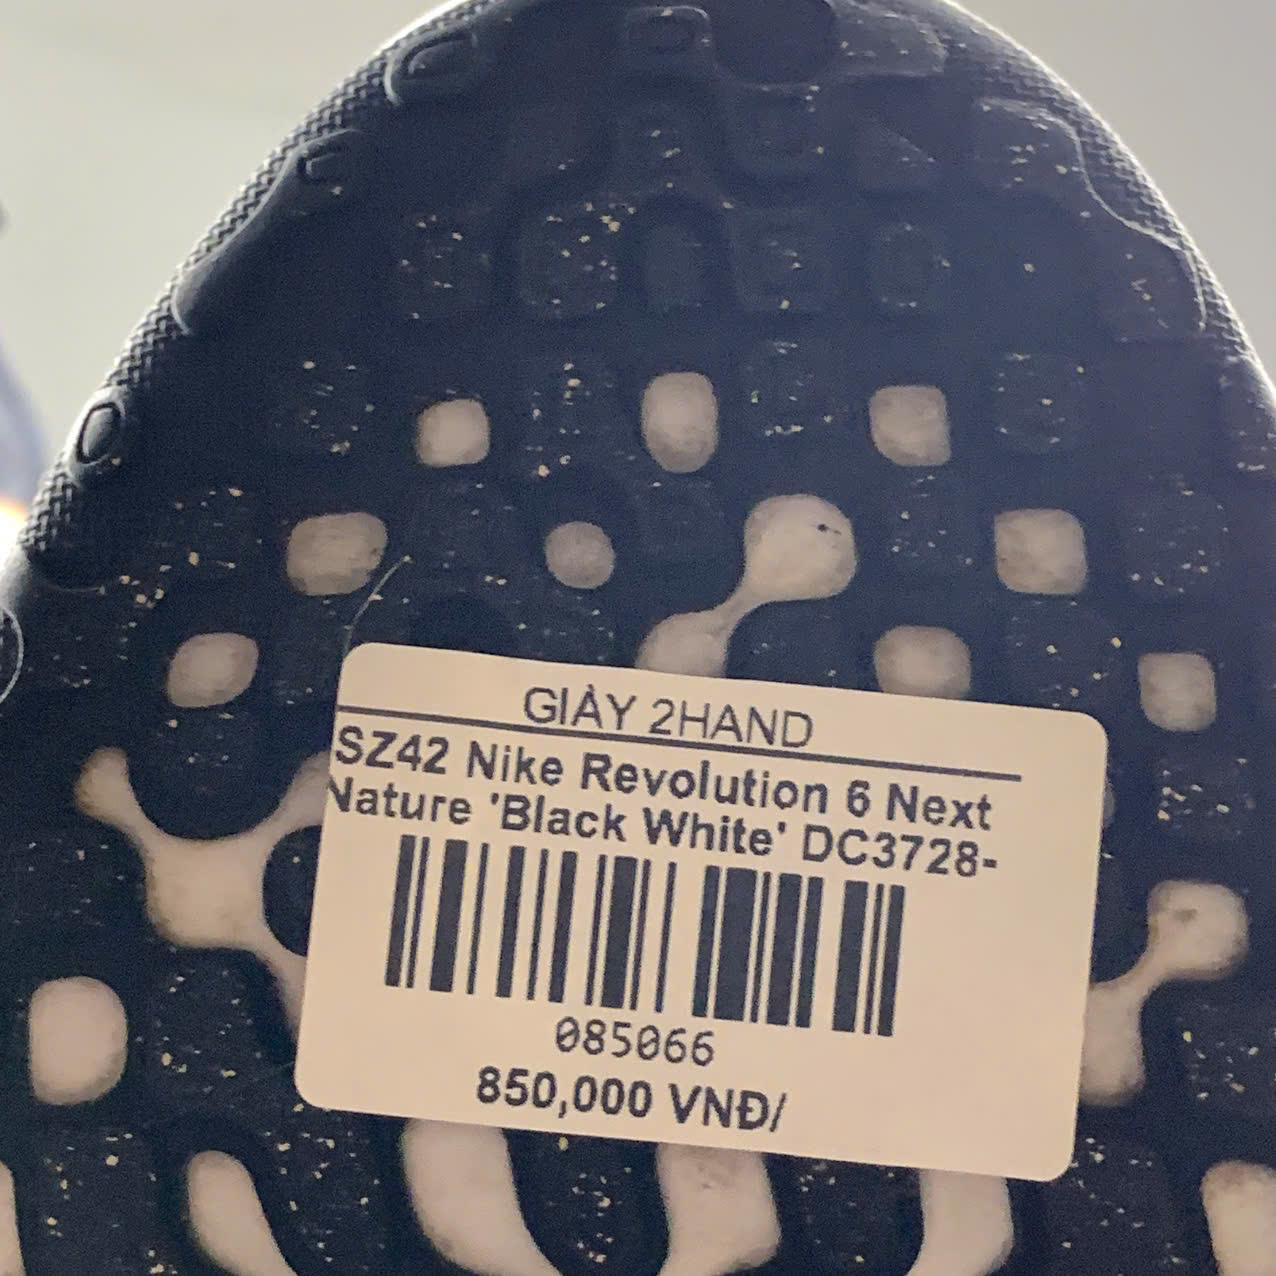 GIÀY 2HAND
SZ42 Nike Revolution 6 Next
Nature 'Black White' DC3728-
085066
850,000 VNĐ/